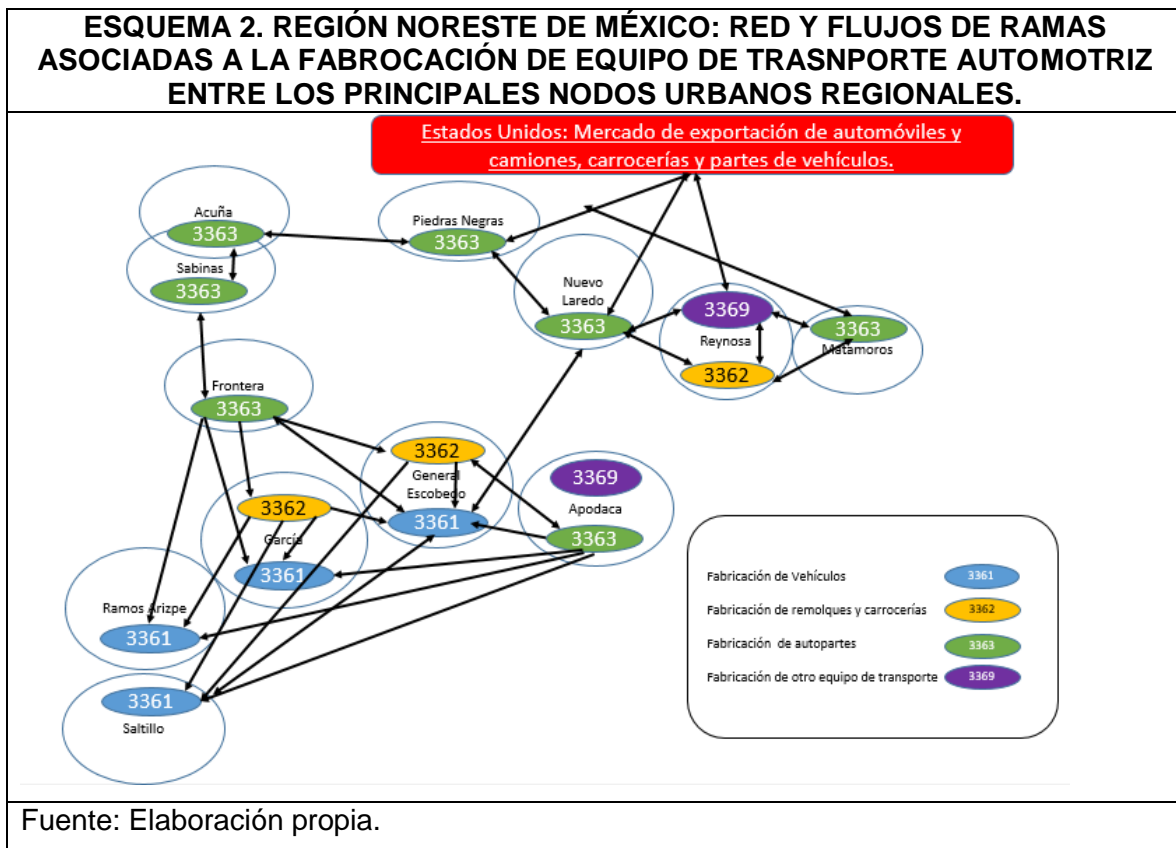 ESQUEMA 2. REGIÓN NORESTE DE MÉXICO: RED Y FLUJOS DE RAMAS
ASOCIADAS A LA FABROCACIÓN DE EQUIPO DE TRASNPORTE AUTOMOTRIZ
ENTRE LOS PRINCIPALES NODOS URBANOS REGIONALES.
Estados Unidos: Mercado de exportación de automóviles y
camiones, carrocerías y partes de vehículos.
Acuña
3363
Sabinas
3363
Piedras Negras
3363
Nuevo
Laredo
3363
3369
Reynosa
3362
3363
Matamoros
Frontera
3363
3362
General
Escobedo
3361
3369
Apodaca
3363
3362
García
3361
Ramos Arizpe
3361
3361
Saltillo
Fabricación de Vehículos 3361
Fabricación de remolques y carrocerías 3362
Fabricación de autopartes 3363
Fabricación de otro equipo de transporte 3369
Fuente: Elaboración propia.